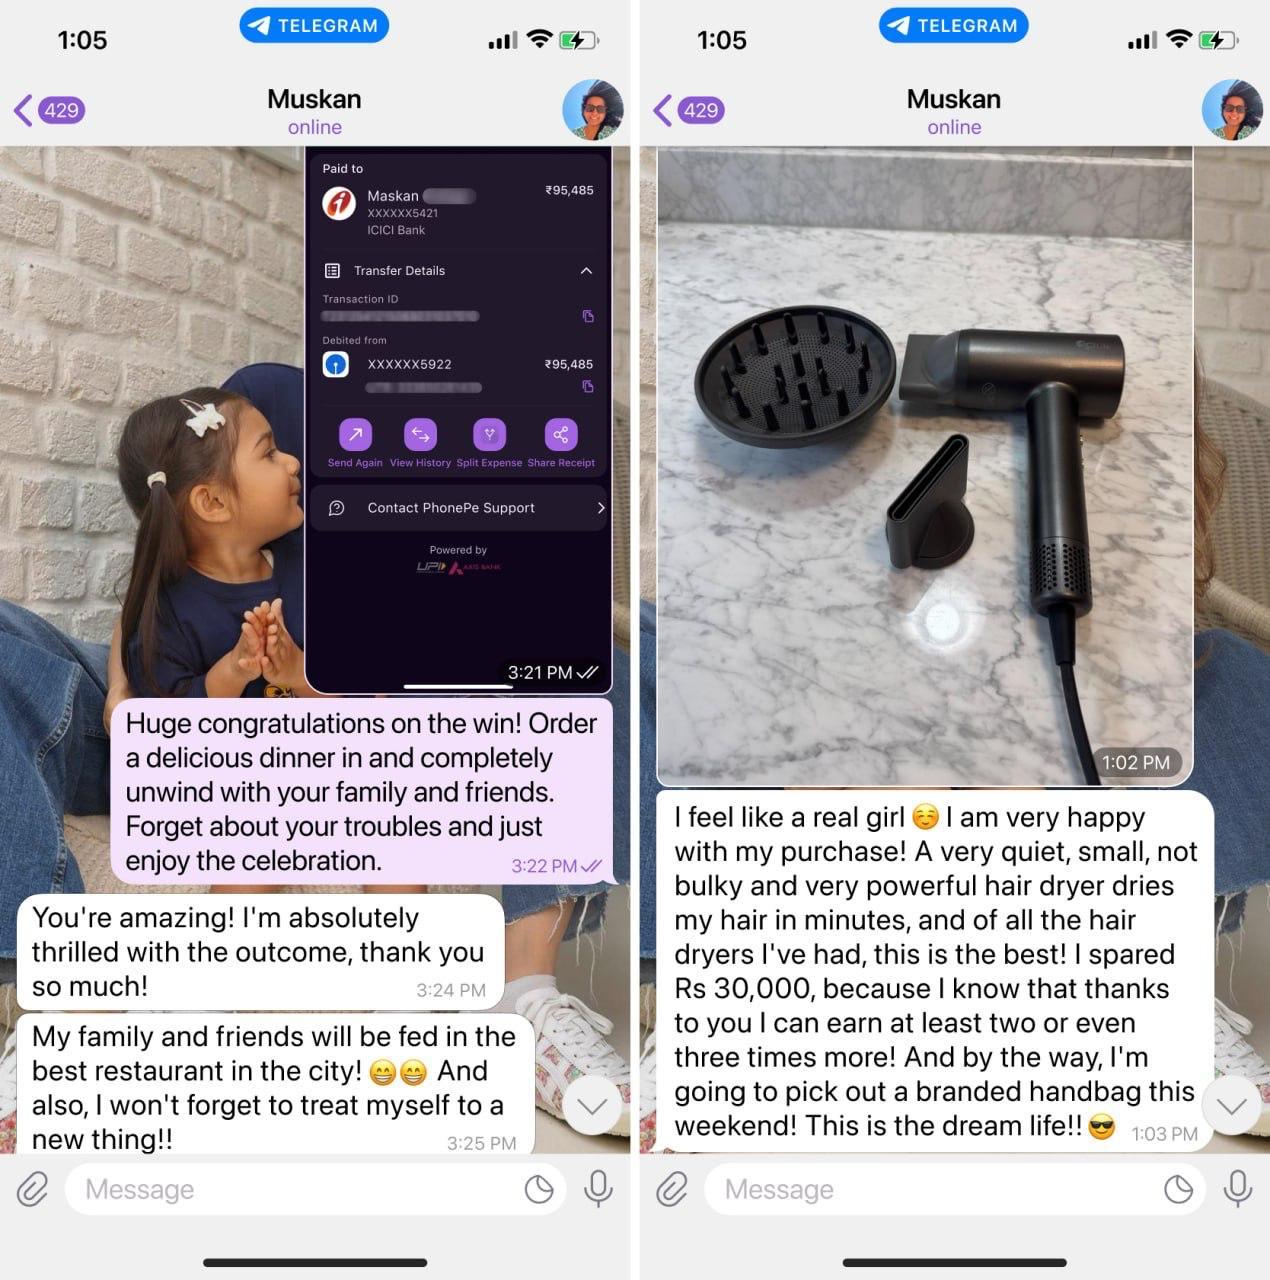 1:05
TELEGRAM
429
Muskan
online
Paid to
Maskan
₹95,485
XXXXXX5421
ICICI Bank
Transfer Details
Transaction ID
Debited from
XXXXXX5922
₹95,485
Send Again View History Split Expense Share Receipt
Contact PhonePe Support
Powered by
UPI AXIS BANK
3:21 PM
Huge congratulations on the win! Order
a delicious dinner in and completely
unwind with your family and friends.
Forget about your troubles and just
enjoy the celebration.
3:22 PM
You're amazing! I'm absolutely
thrilled with the outcome, thank you
so much!
3:24 PM
My family and friends will be fed in the
best restaurant in the city! 😁😁 And
also, I won't forget to treat myself to a
new thing!!
3:25 PM
Message
1:05
TELEGRAM
429
Muskan
online
1:02 PM
I feel like a real girl ☺️ I am very happy
with my purchase! A very quiet, small, not
bulky and very powerful hair dryer dries
my hair in minutes, and of all the hair
dryers I've had, this is the best! I spared
Rs 30,000, because I know that thanks
to you I can earn at least two or even
three times more! And by the way, I'm
going to pick out a branded handbag this
weekend! This is the dream life!! 😎
1:03 PM
Message